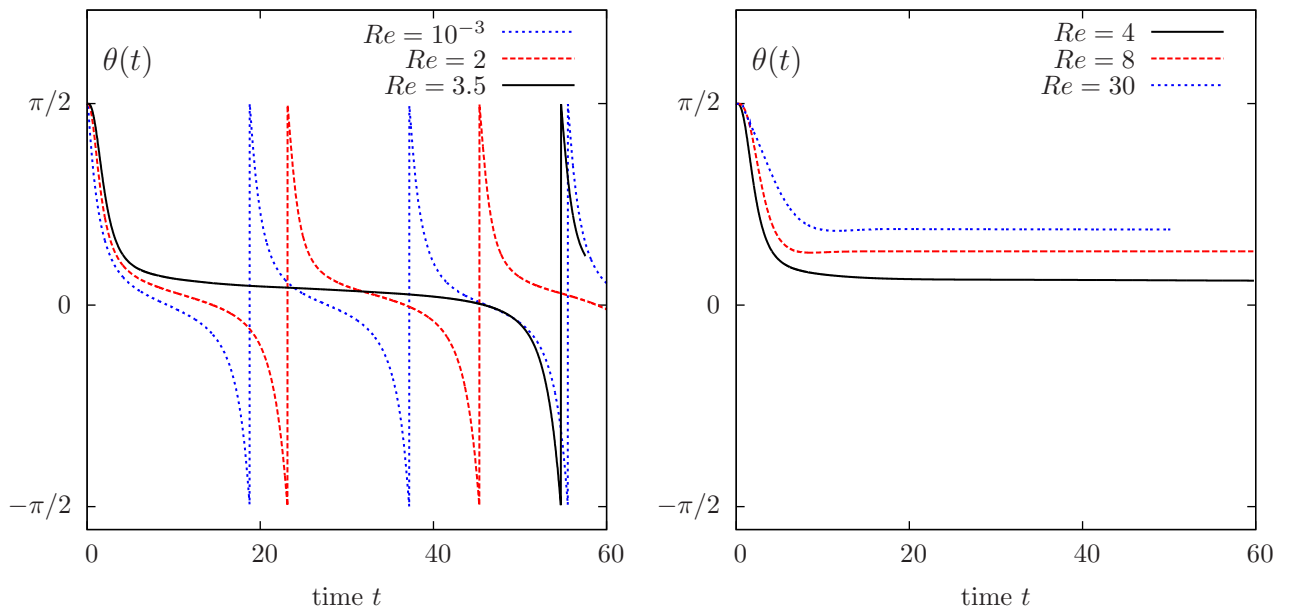 θ(t)
Re = 10⁻³
Re = 2
Re = 3.5
π/2
0
−π/2
0 20 40 60
time t
θ(t)
Re = 4
Re = 8
Re = 30
π/2
0
−π/2
0 20 40 60
time t